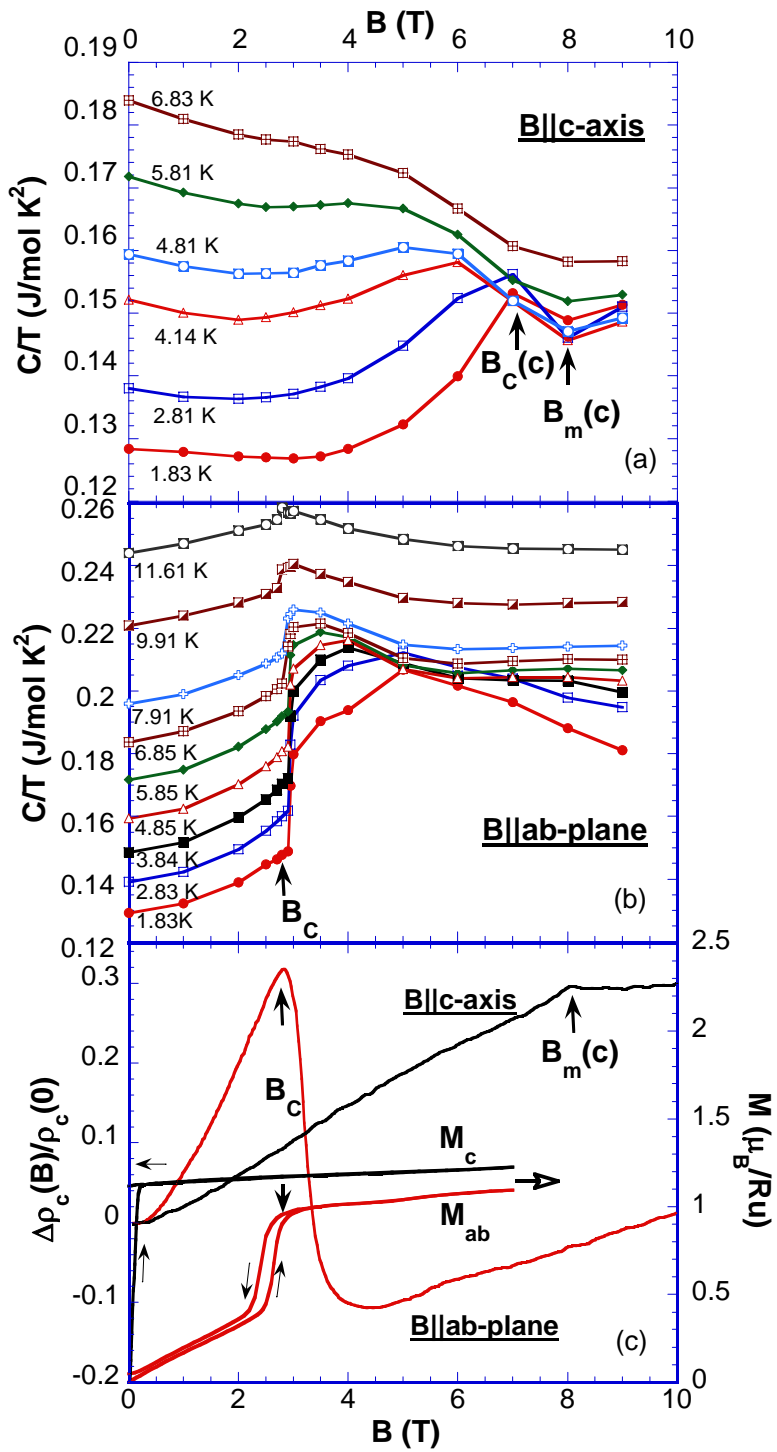 B (T)
0 2 4 6 8 10
0.19
0.18
0.17
0.16
0.15
0.14
0.13
0.12
C/T (J/mol K²)
6.83 K
B||c-axis
5.81 K
4.81 K
4.14 K
2.81 K
1.83 K
B_C(c)
B_m(c)
(a)
0.26
0.24
0.22
0.2
0.18
0.16
0.14
0.12
C/T (J/mol K²)
11.61 K
9.91 K
7.91 K
6.85 K
5.85 K
4.85 K
3.84 K
2.83 K
1.83K
B_C
B||ab-plane
(b)
0.3
0.2
0.1
0
-0.1
-0.2
Δρ_c(B)/ρ_c(0)
B||c-axis
B_m(c)
B_C
M_c
M_ab
B||ab-plane
(c)
2.5
2
1.5
1
0.5
0
M (μ_B/Ru)
0 2 4 6 8 10
B (T)